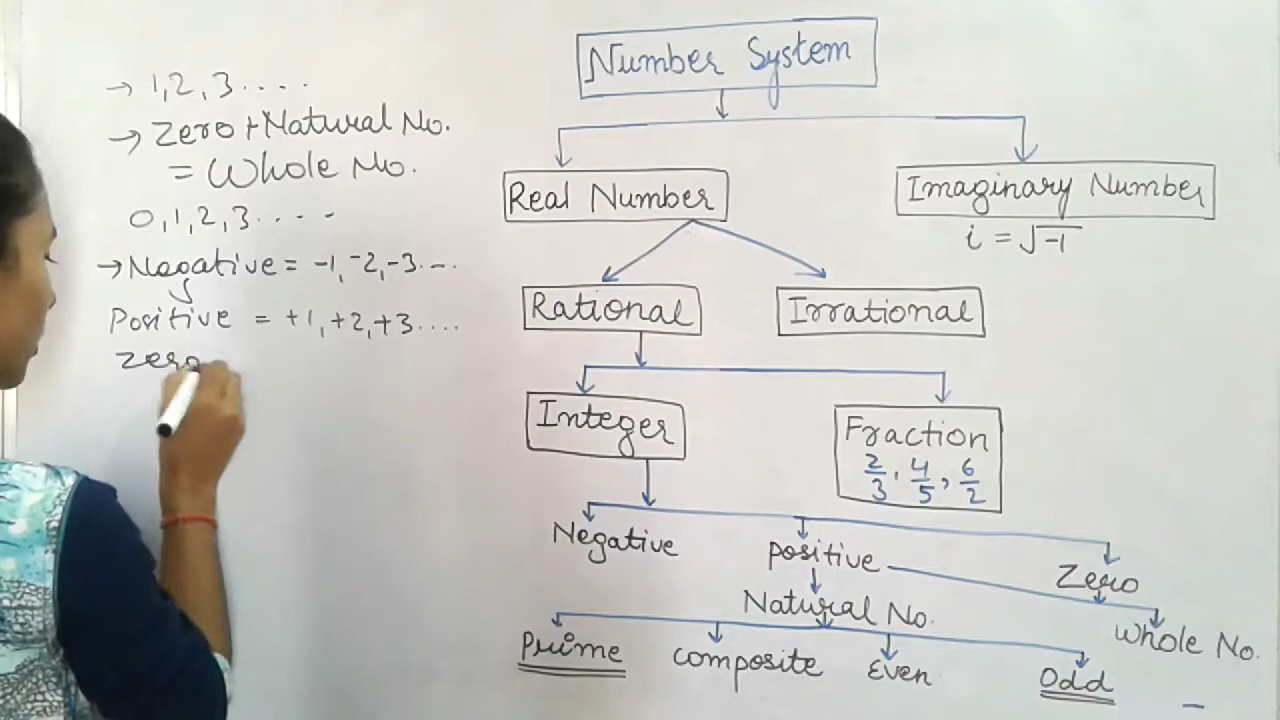 → 1, 2, 3 ....
→ Zero + Natural No.
= Whole No.
0, 1, 2, 3 ....
→ Negative = -1, -2, -3 ....
Positive = +1, +2, +3 ....
Zero
Number System
Real Number
Imaginary Number
i = √-1
Rational
Irrational
Integer
Fraction
2/3, 4/5, 6/2
Negative
positive
Zero
Natural No.
Whole No.
Prime
Composite
Even
Odd